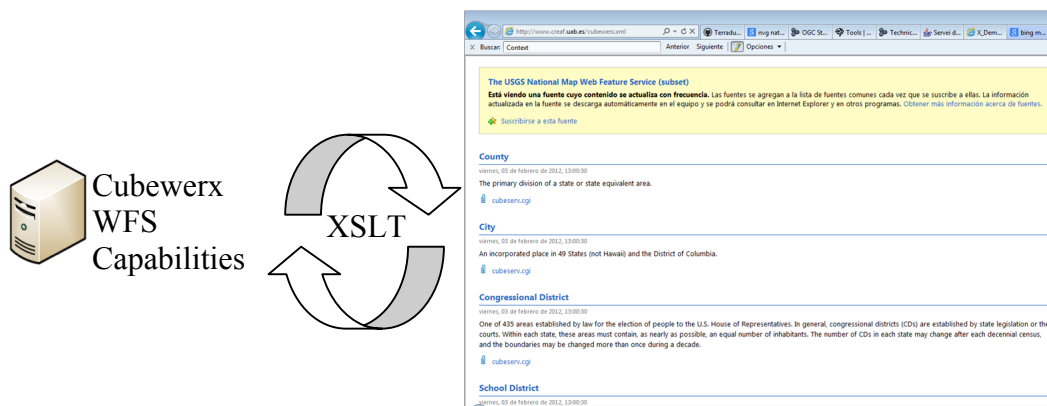 Cubewerx
WFS
Capabilities
XSLT
http://www.creaf.uab.es/cubewerx.xml
Terradu...
nvg nat...
OGC St...
Tools | ...
Technic...
Servei d...
X_Dem...
bing m...
X Buscar: Context
Anterior Siguiente Opciones
The USGS National Map Web Feature Service (subset)
Está viendo una fuente cuyo contenido se actualiza con frecuencia. Las fuentes se agregan a la lista de fuentes comunes cada vez que se suscribe a ellas. La información
actualizada en la fuente se descarga automáticamente en el equipo y se podrá consultar en Internet Explorer y en otros programas. Obtener más información acerca de fuentes.
Suscribirse a esta fuente
County
viernes, 03 de febrero de 2012, 13:00:30
The primary division of a state or state equivalent area.
cubeserv.cgi
City
viernes, 03 de febrero de 2012, 13:00:30
An incorporated place in 49 States (not Hawaii) and the District of Columbia.
cubeserv.cgi
Congressional District
viernes, 03 de febrero de 2012, 13:00:30
One of 435 areas established by law for the election of people to the U.S. House of Representatives. In general, congressional districts (CDs) are established by state legislation or the
courts. Within each state, these areas must contain, as nearly as possible, an equal number of inhabitants. The number of CDs in each state may change after each decennial census,
and the boundaries may be changed more than once during a decade.
cubeserv.cgi
School District
viernes, 03 de febrero de 2012, 13:00:30